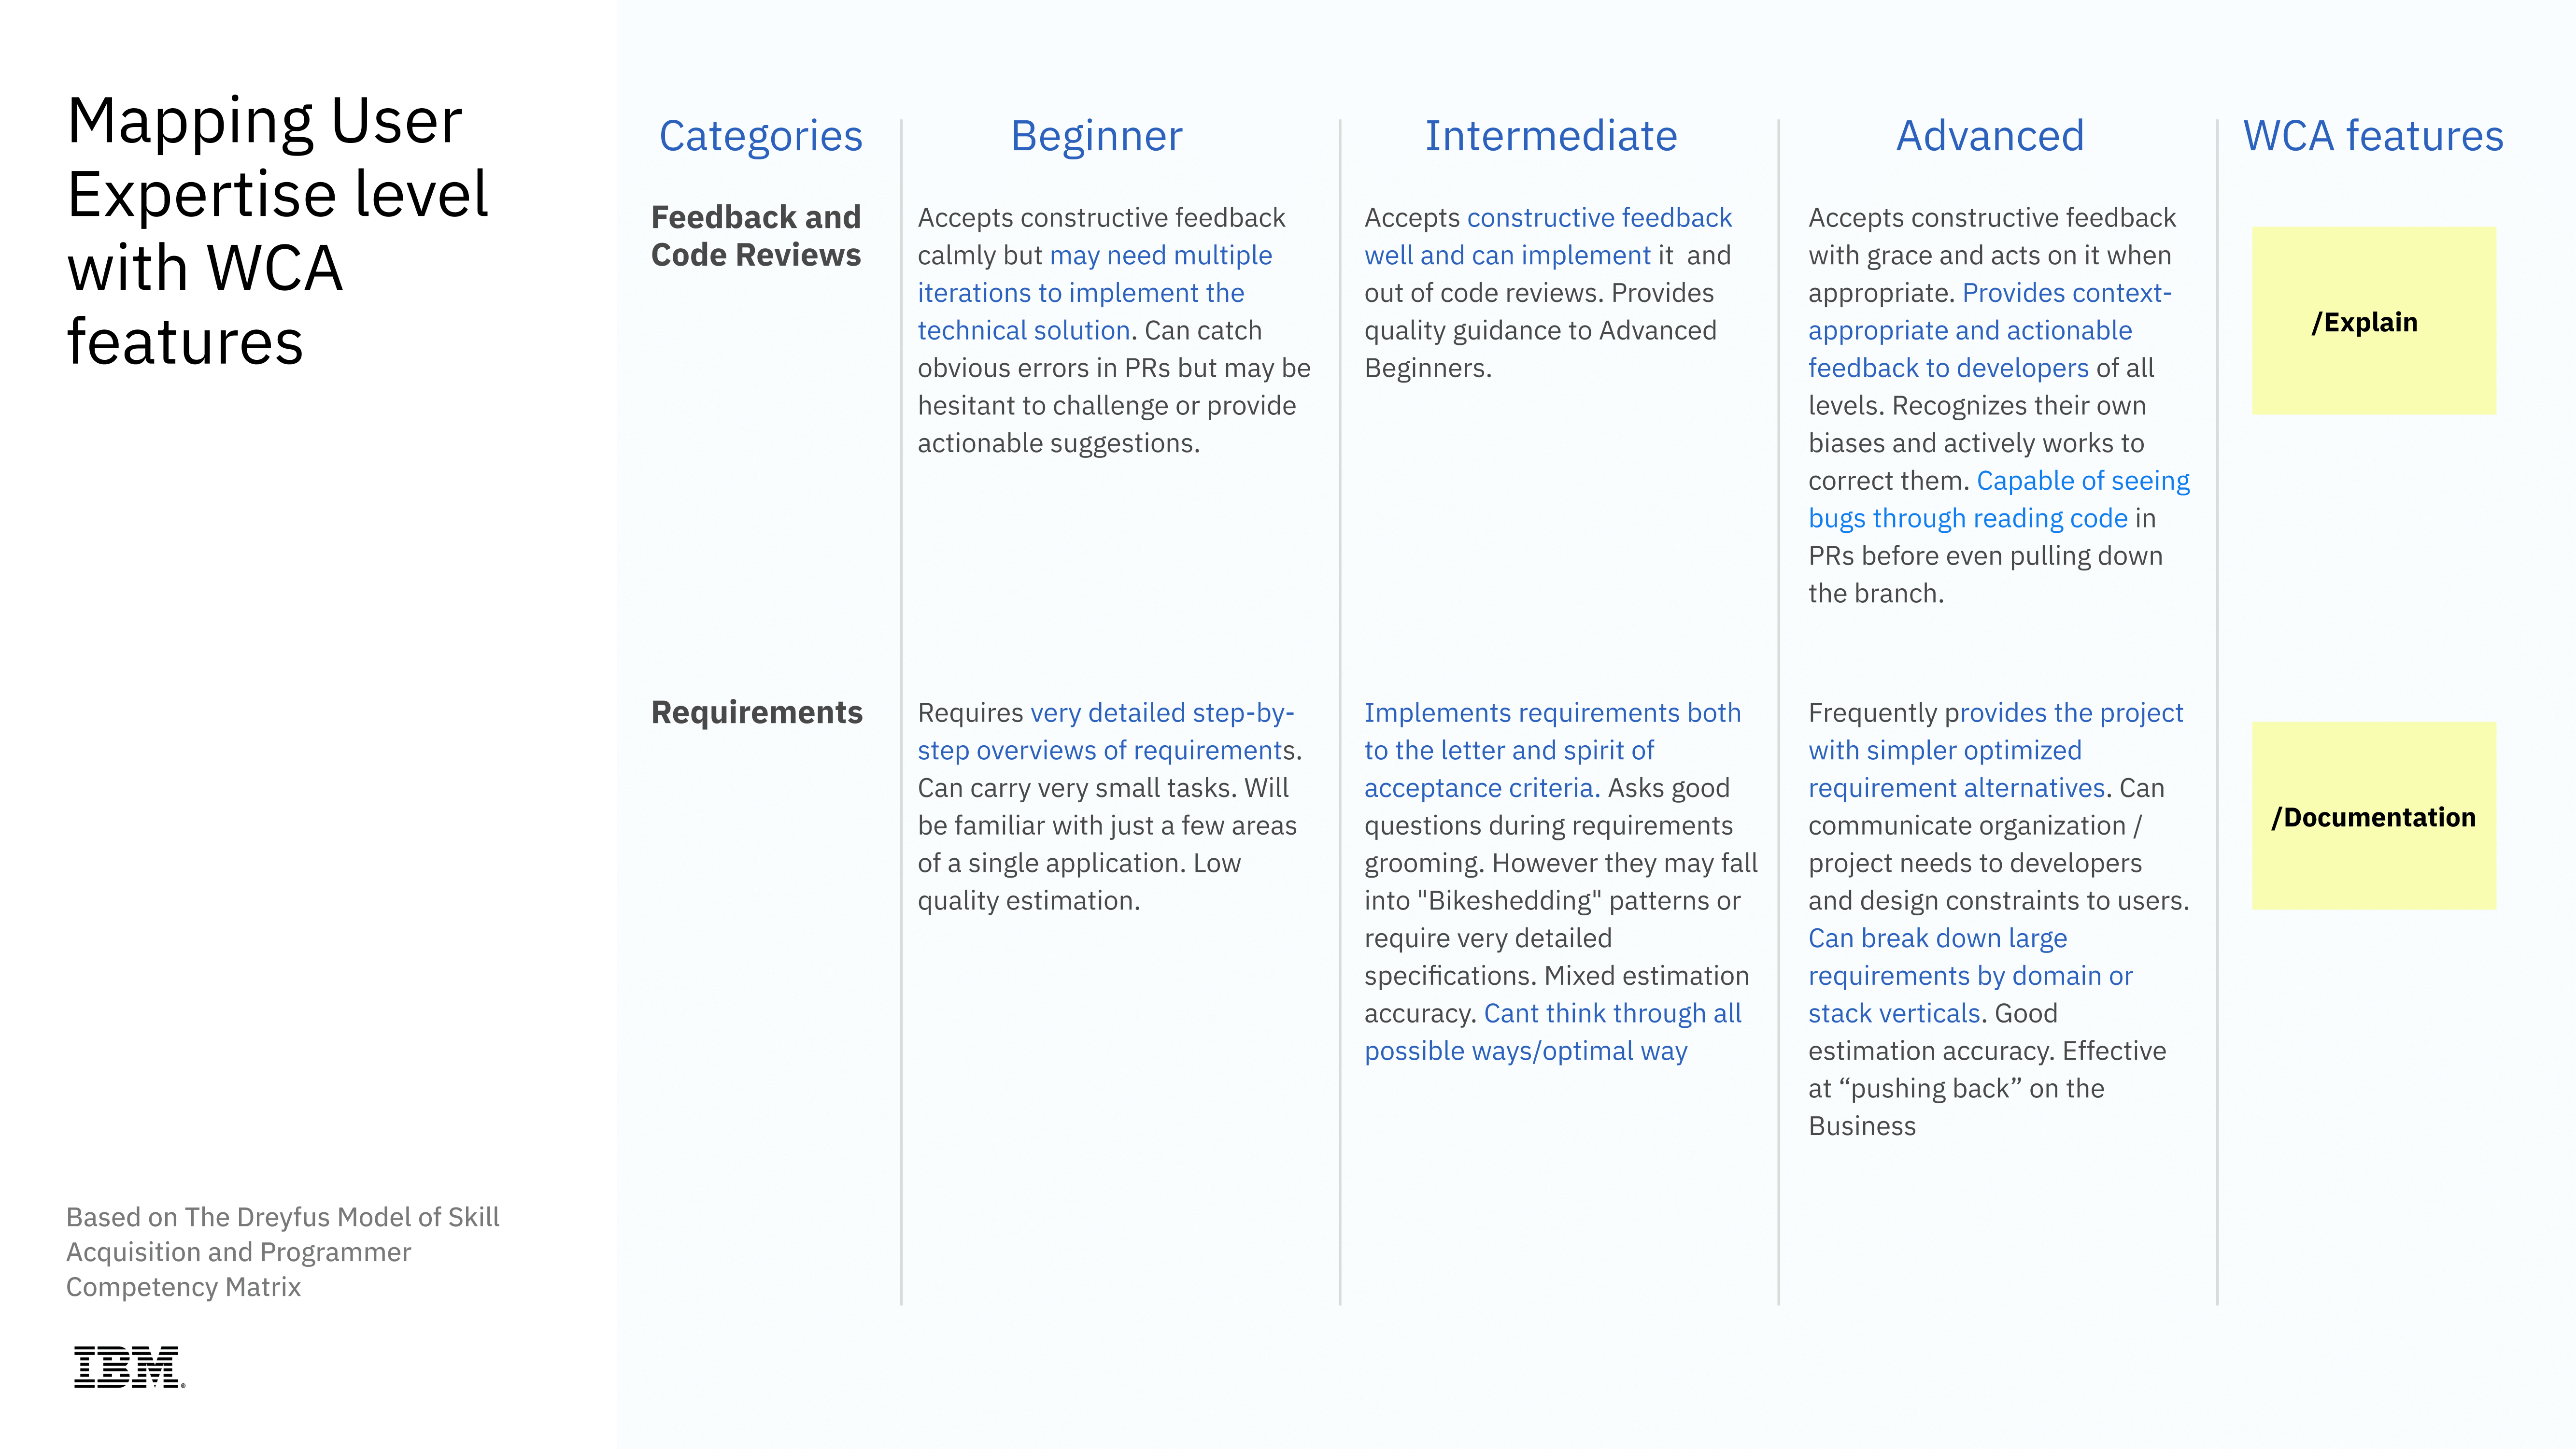 Mapping User
Expertise level
with WCA
features
Based on The Dreyfus Model of Skill
Acquisition and Programmer
Competency Matrix
IBM®
Categories
Beginner
Intermediate
Advanced
WCA features
Feedback and
Code Reviews
Accepts constructive feedback
calmly but may need multiple
iterations to implement the
technical solution. Can catch
obvious errors in PRs but may be
hesitant to challenge or provide
actionable suggestions.
Accepts constructive feedback
well and can implement it  and
out of code reviews. Provides
quality guidance to Advanced
Beginners.
Accepts constructive feedback
with grace and acts on it when
appropriate. Provides context-
appropriate and actionable
feedback to developers of all
levels. Recognizes their own
biases and actively works to
correct them. Capable of seeing
bugs through reading code in
PRs before even pulling down
the branch.
/Explain
Requirements
Requires very detailed step-by-
step overviews of requirements.
Can carry very small tasks. Will
be familiar with just a few areas
of a single application. Low
quality estimation.
Implements requirements both
to the letter and spirit of
acceptance criteria. Asks good
questions during requirements
grooming. However they may fall
into "Bikeshedding" patterns or
require very detailed
specifications. Mixed estimation
accuracy. Cant think through all
possible ways/optimal way
Frequently provides the project
with simpler optimized
requirement alternatives. Can
communicate organization /
project needs to developers
and design constraints to users.
Can break down large
requirements by domain or
stack verticals. Good
estimation accuracy. Effective
at “pushing back” on the
Business
/Documentation